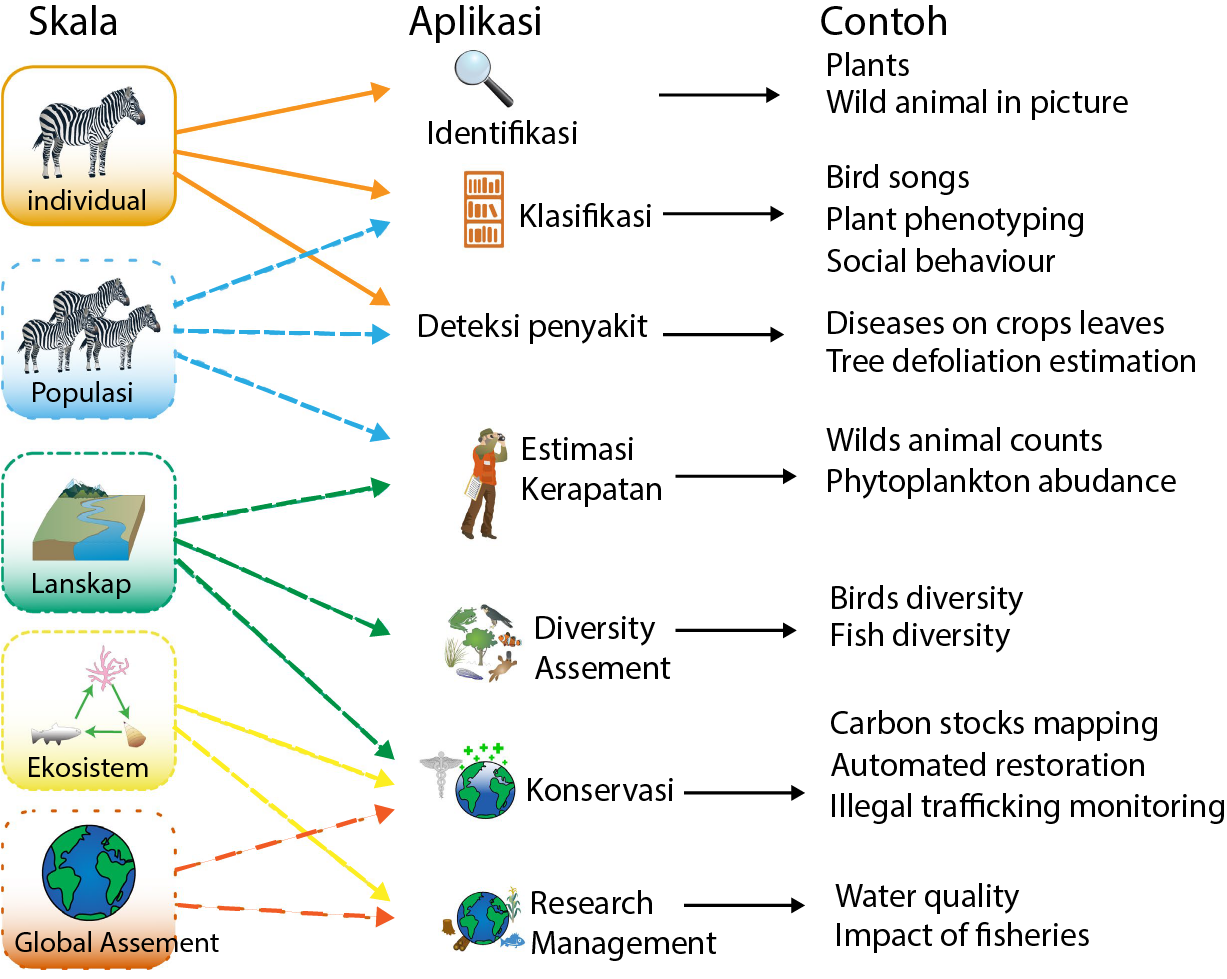 Skala
Aplikasi
Contoh
individual
Populasi
Lanskap
Ekosistem
Global Assement
Identifikasi
Klasifikasi
Deteksi penyakit
Estimasi
Kerapatan
Diversity
Assement
Konservasi
Research
Management
Plants
Wild animal in picture
Bird songs
Plant phenotyping
Social behaviour
Diseases on crops leaves
Tree defoliation estimation
Wilds animal counts
Phytoplankton abudance
Birds diversity
Fish diversity
Carbon stocks mapping
Automated restoration
Illegal trafficking monitoring
Water quality
Impact of fisheries